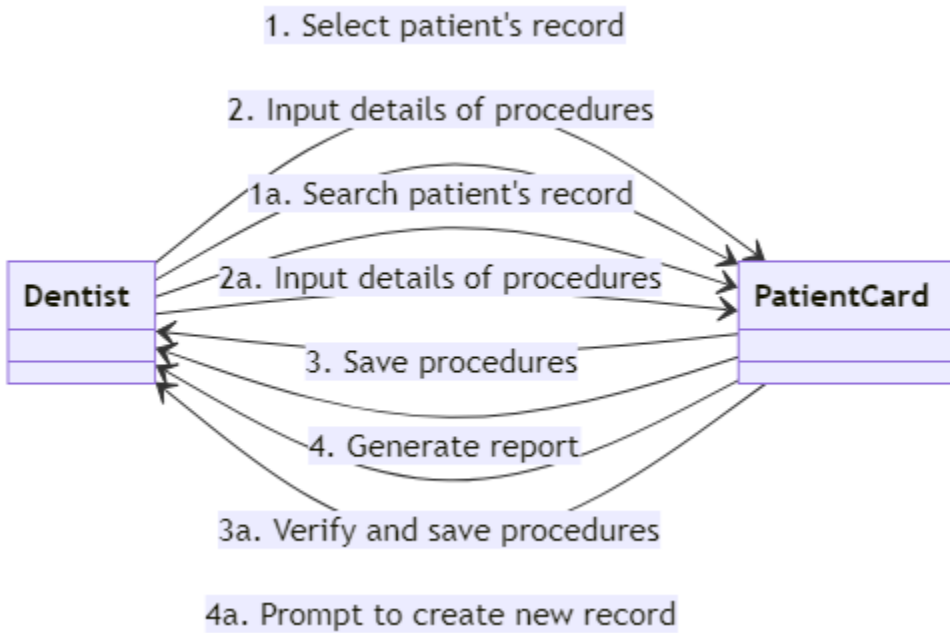 1. Select patient's record
2. Input details of procedures
1a. Search patient's record
2a. Input details of procedures
Dentist
PatientCard
3. Save procedures
4. Generate report
3a. Verify and save procedures
4a. Prompt to create new record